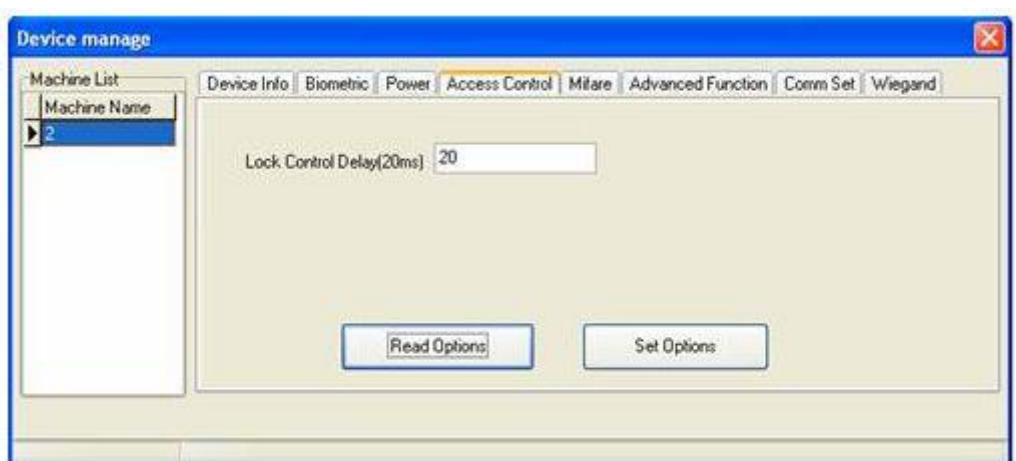 Device manage
Machine List
Machine Name
2
Device Info Biometric Power Access Control Mifare Advanced Function Comm Set Wiegand
Lock Control Delay(20ms) 20
Read Options Set Options